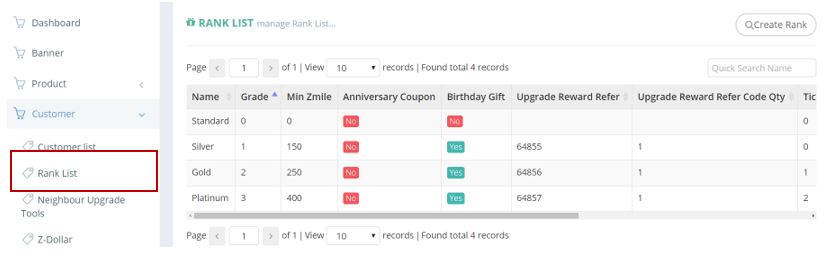 Dashboard
Banner
Product
Customer
Customer list
Rank List
Neighbour Upgrade
Tools
Z-Dollar
RANK LIST manage Rank List...
Create Rank
Page 1 of 1 | View 10 records | Found total 4 records
Quick Search Name
Name Grade Min Zmile Anniversary Coupon Birthday Gift Upgrade Reward Refer Upgrade Reward Refer Code Qty Tic
Standard 0 0 No No 0
Silver 1 150 No Yes 64855 1 0
Gold 2 250 No Yes 64856 1 1
Platinum 3 400 No Yes 64857 1 2
Page 1 of 1 | View 10 records | Found total 4 records